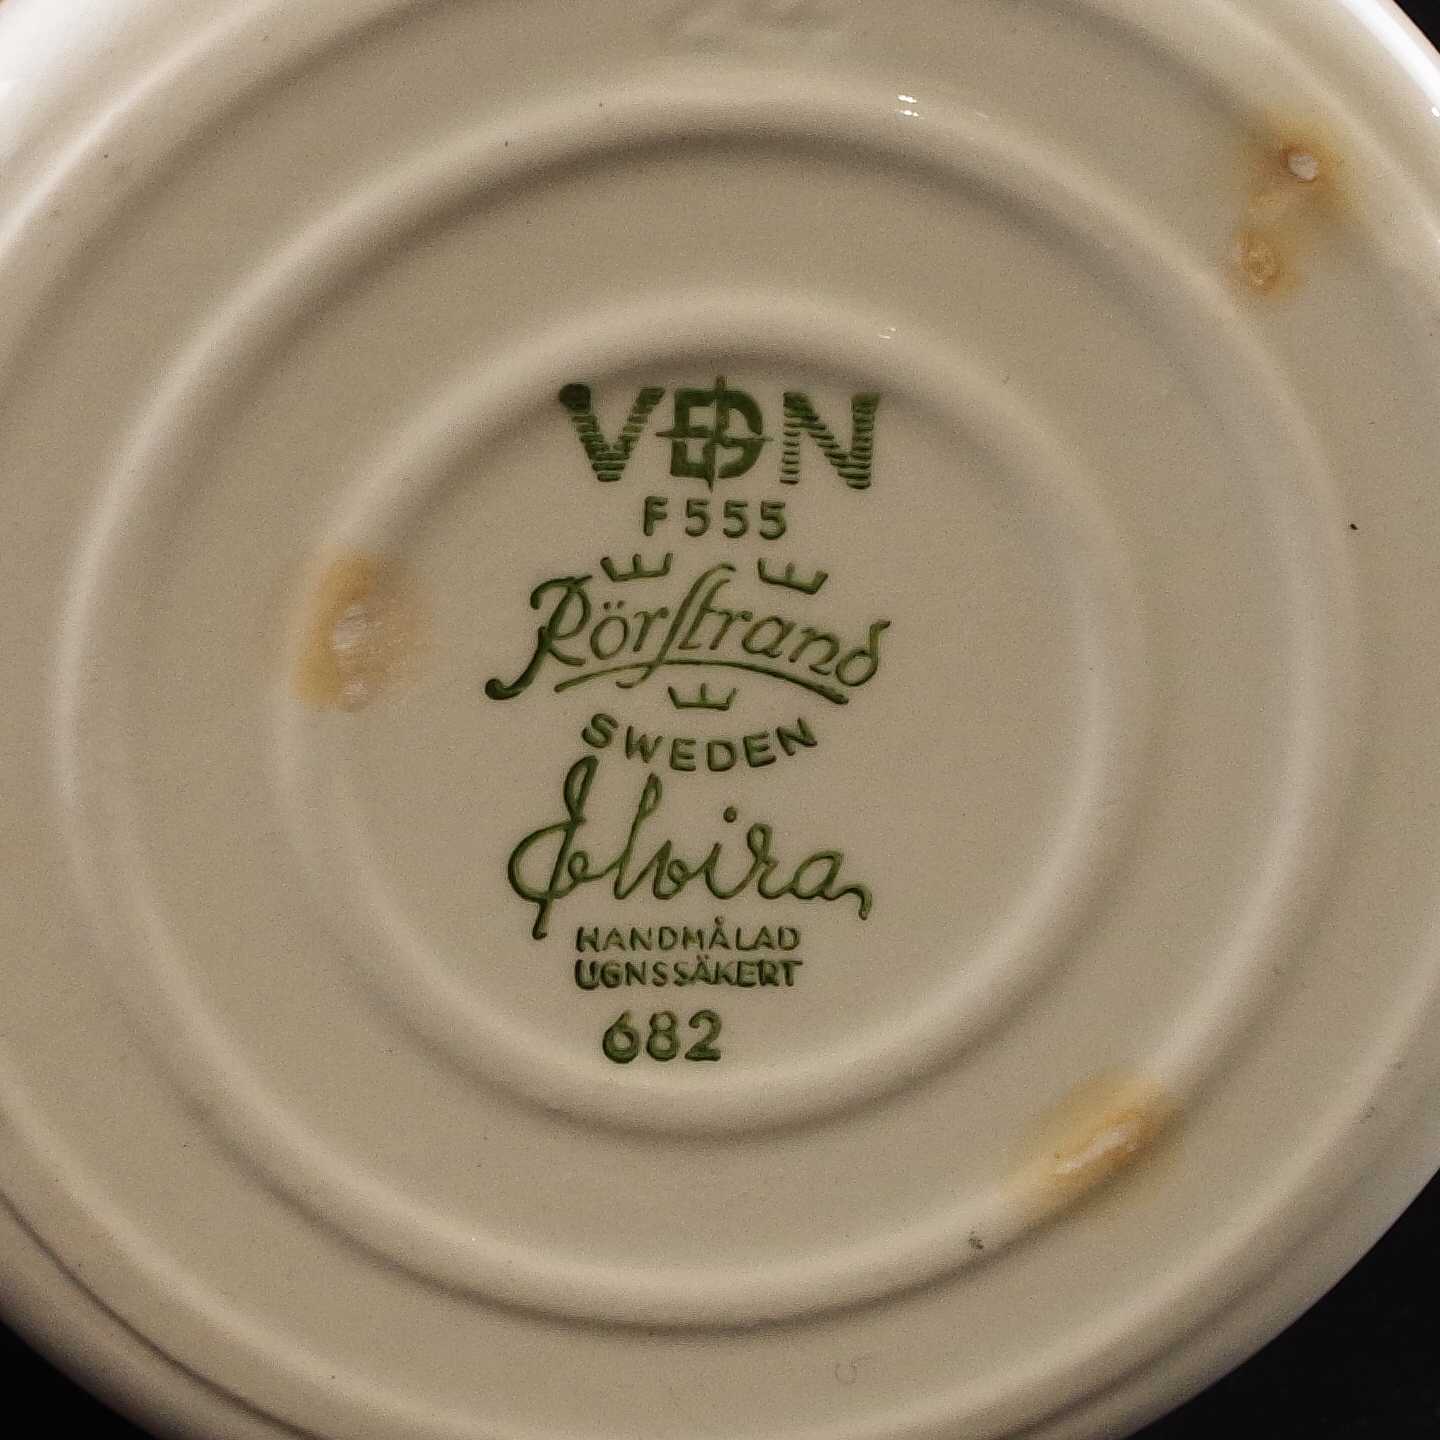 VDN
F555
Rörstrand
SWEDEN
Elvira
HANDMÅLAD
UGNSSÄKERT
682